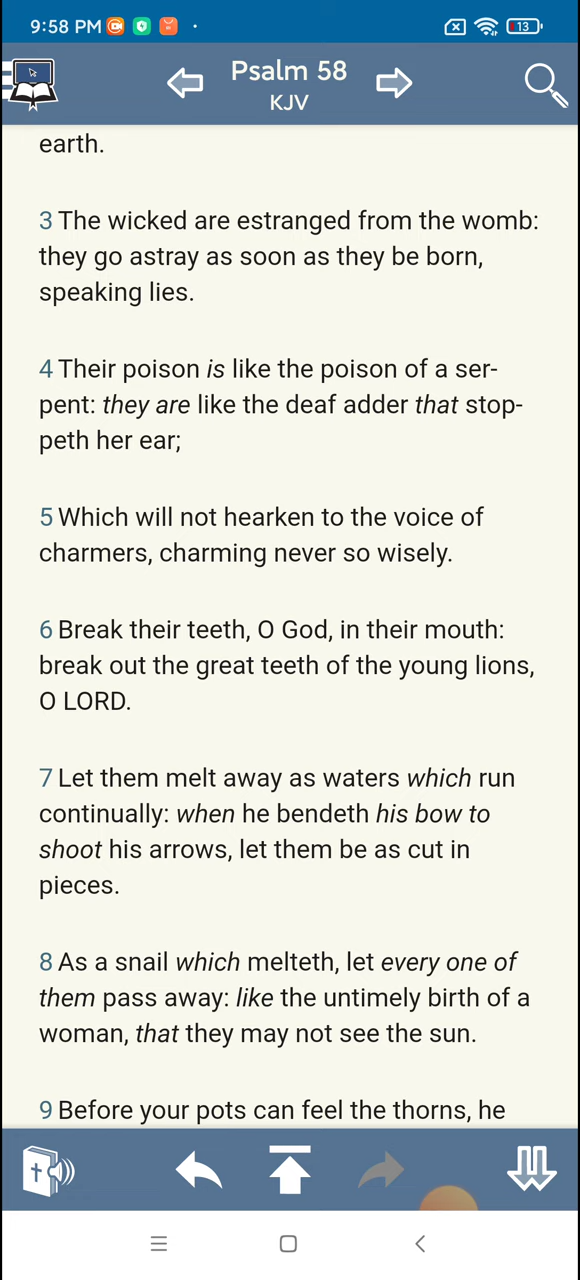 9:58 PM
13
Psalm 58
KJV
earth.
3 The wicked are estranged from the womb:
they go astray as soon as they be born,
speaking lies.
4 Their poison is like the poison of a ser-
pent: they are like the deaf adder that stop-
peth her ear;
5 Which will not hearken to the voice of
charmers, charming never so wisely.
6 Break their teeth, O God, in their mouth:
break out the great teeth of the young lions,
O LORD.
7 Let them melt away as waters which run
continually: when he bendeth his bow to
shoot his arrows, let them be as cut in
pieces.
8 As a snail which melteth, let every one of
them pass away: like the untimely birth of a
woman, that they may not see the sun.
9 Before your pots can feel the thorns, he